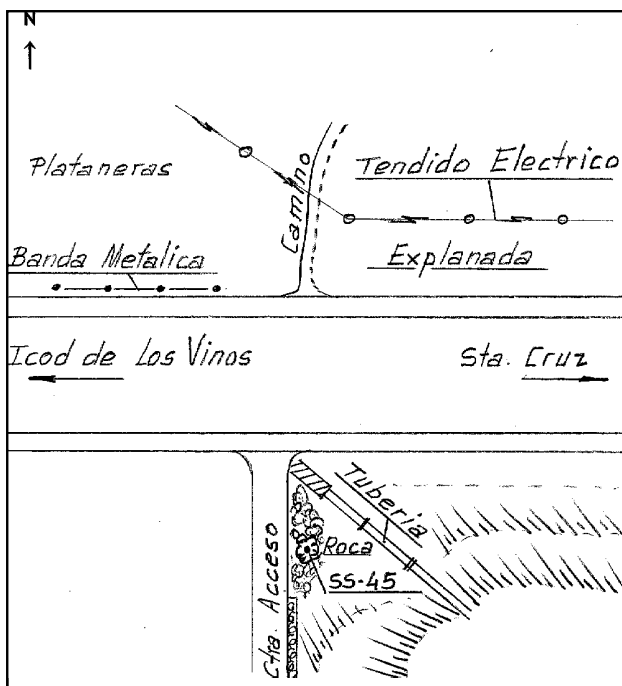 N
Plataneras
Camino
Tendido Electrico
Banda Metalica
Explanada
Icod de Los Vinos
Sta. Cruz
Tuberia
Roca
SS-45
Ctra. Acceso